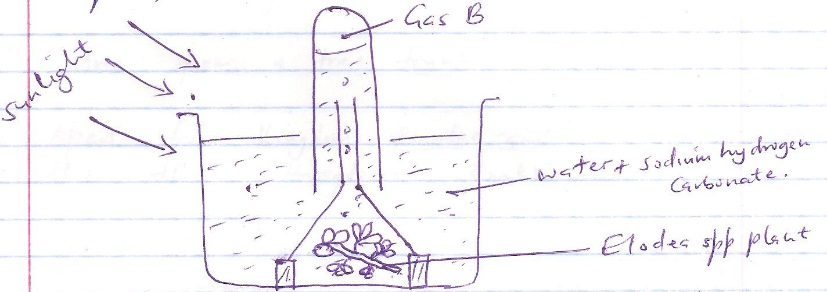 Gas B
sunlight
water + sodium hydrogen
Carbonate.
Elodea spp plant